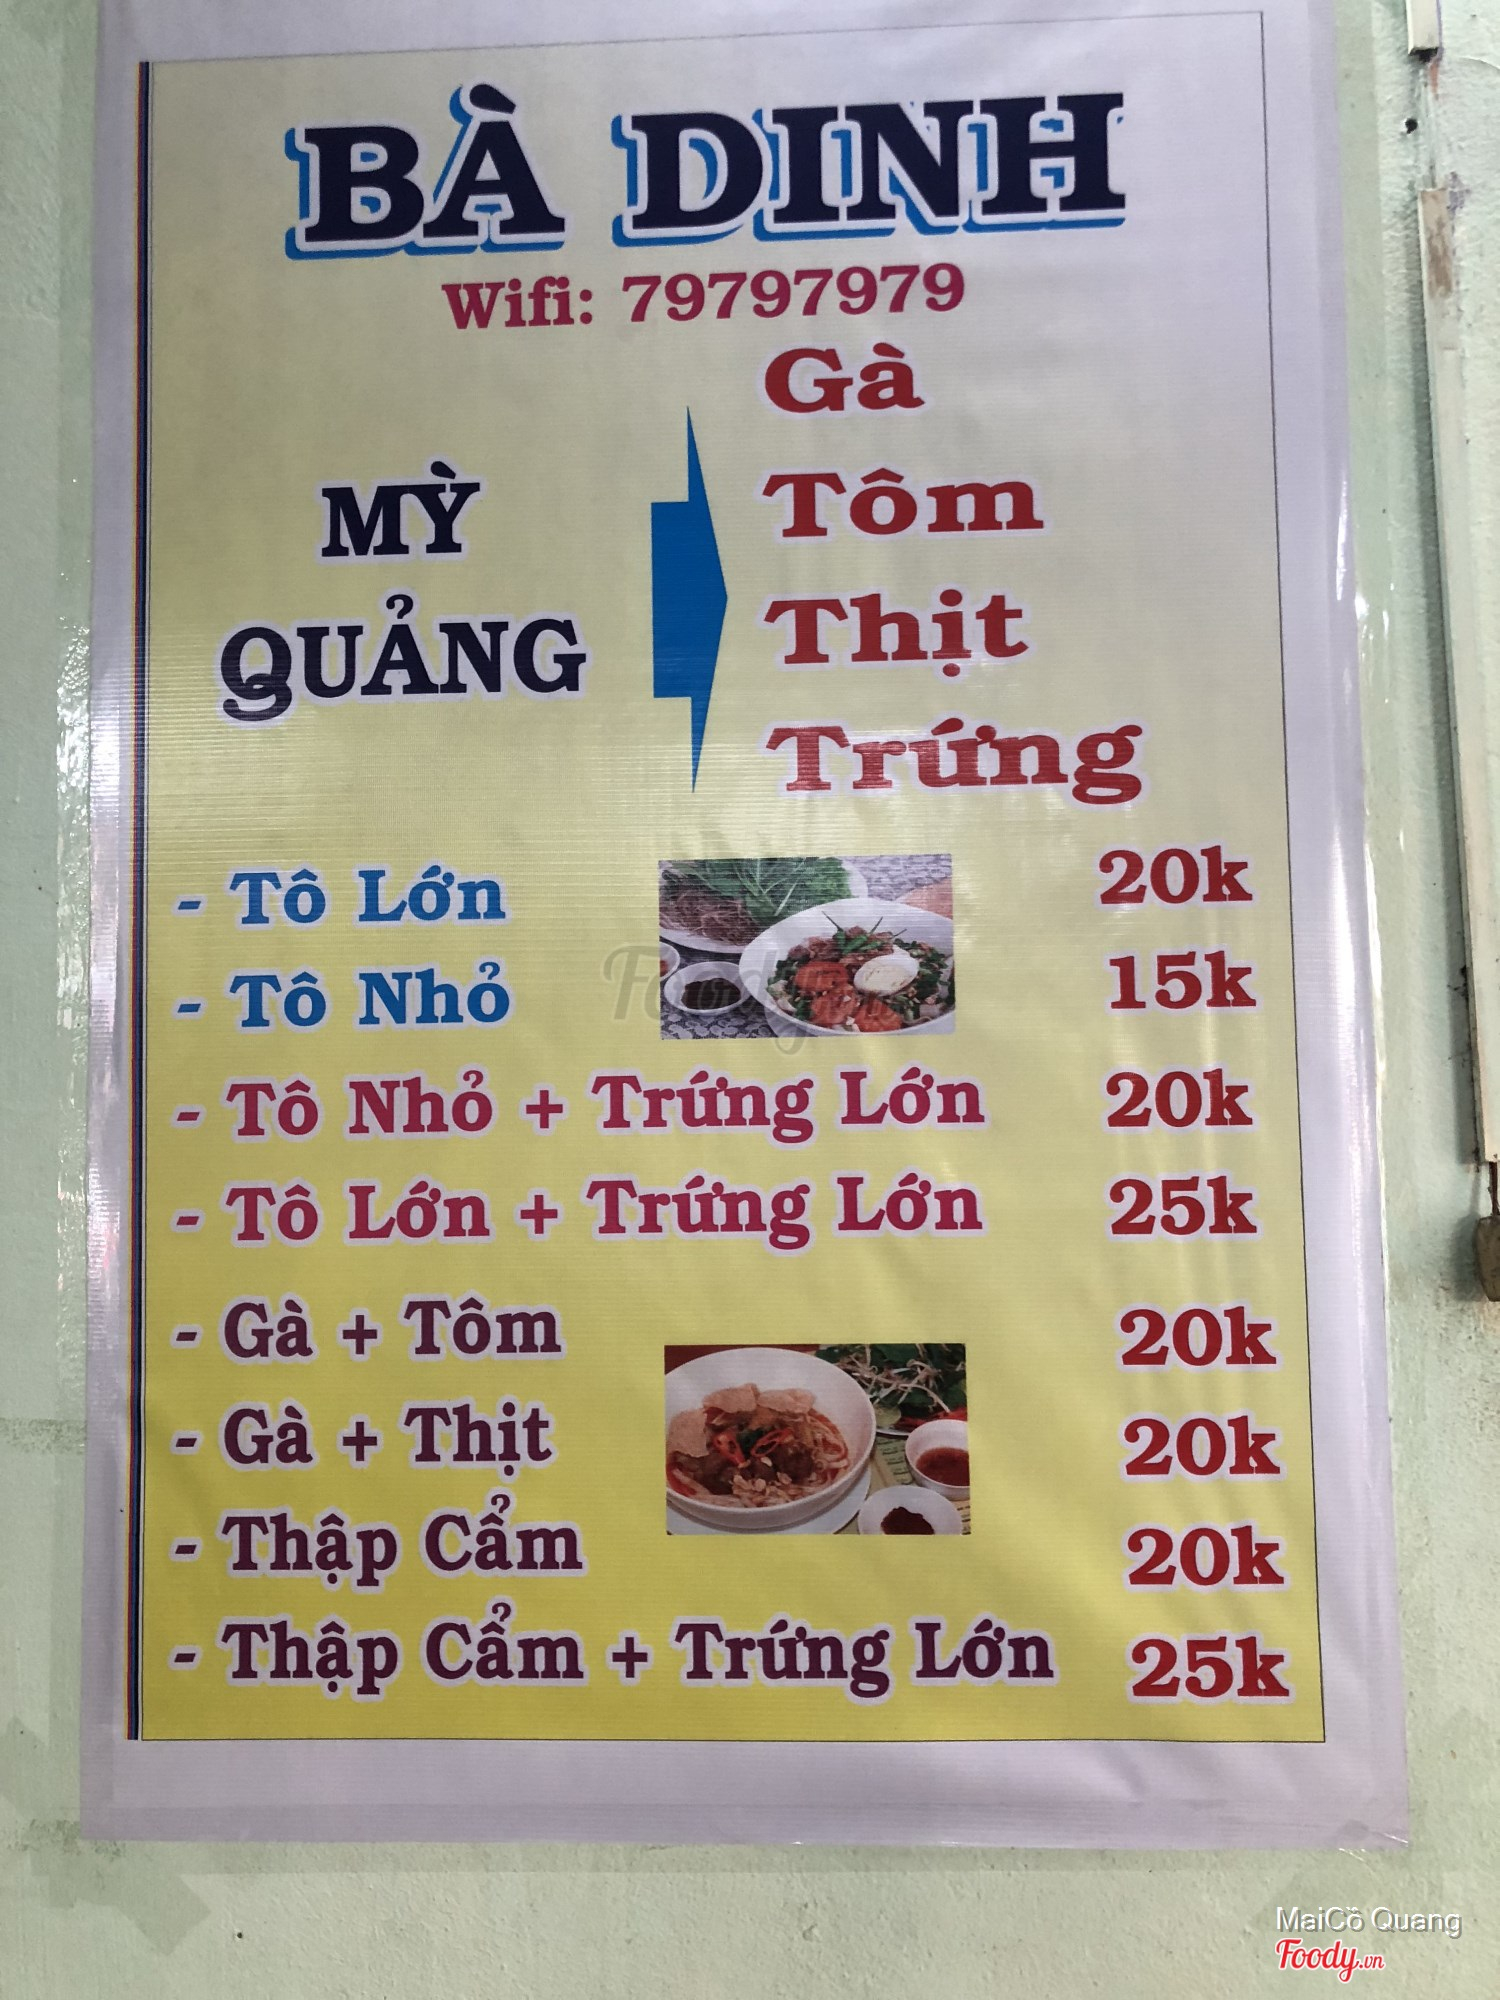 BÀ DINH
Wifi: 79797979
MỲ
QUẢNG
Gà
Tôm
Thịt
Trứng
- Tô Lớn 20k
- Tô Nhỏ 15k
- Tô Nhỏ + Trứng Lớn 20k
- Tô Lớn + Trứng Lớn 25k
- Gà + Tôm 20k
- Gà + Thịt 20k
- Thập Cẩm 20k
- Thập Cẩm + Trứng Lớn 25k
Foody
MaiCồ Quang
Foody.vn